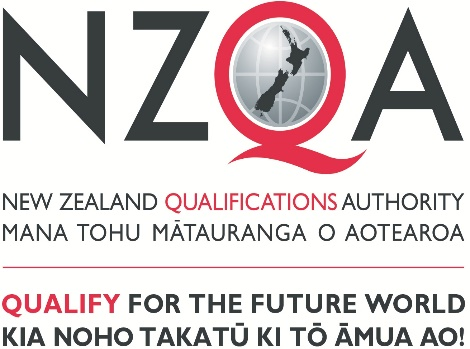 NZQA
NEW ZEALAND QUALIFICATIONS AUTHORITY
MANA TOHU MĀTAURANGA O AOTEAROA
QUALIFY FOR THE FUTURE WORLD
KIA NOHO TAKATŪ KI TŌ ĀMUA AO!